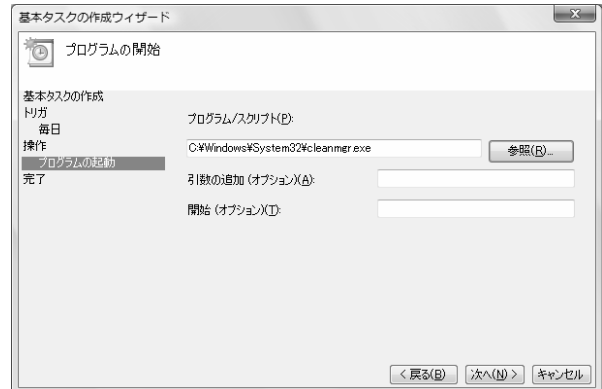 基本タスクの作成ウィザード
プログラムの開始
基本タスクの作成
トリガ
毎日
操作
プログラムの起動
完了
プログラム/スクリプト(P):
C:¥Windows¥System32¥cleanmgr.exe
参照(R)...
引数の追加 (オプション)(A):
開始 (オプション)(T):
< 戻る(B)
次へ(N) >
キャンセル